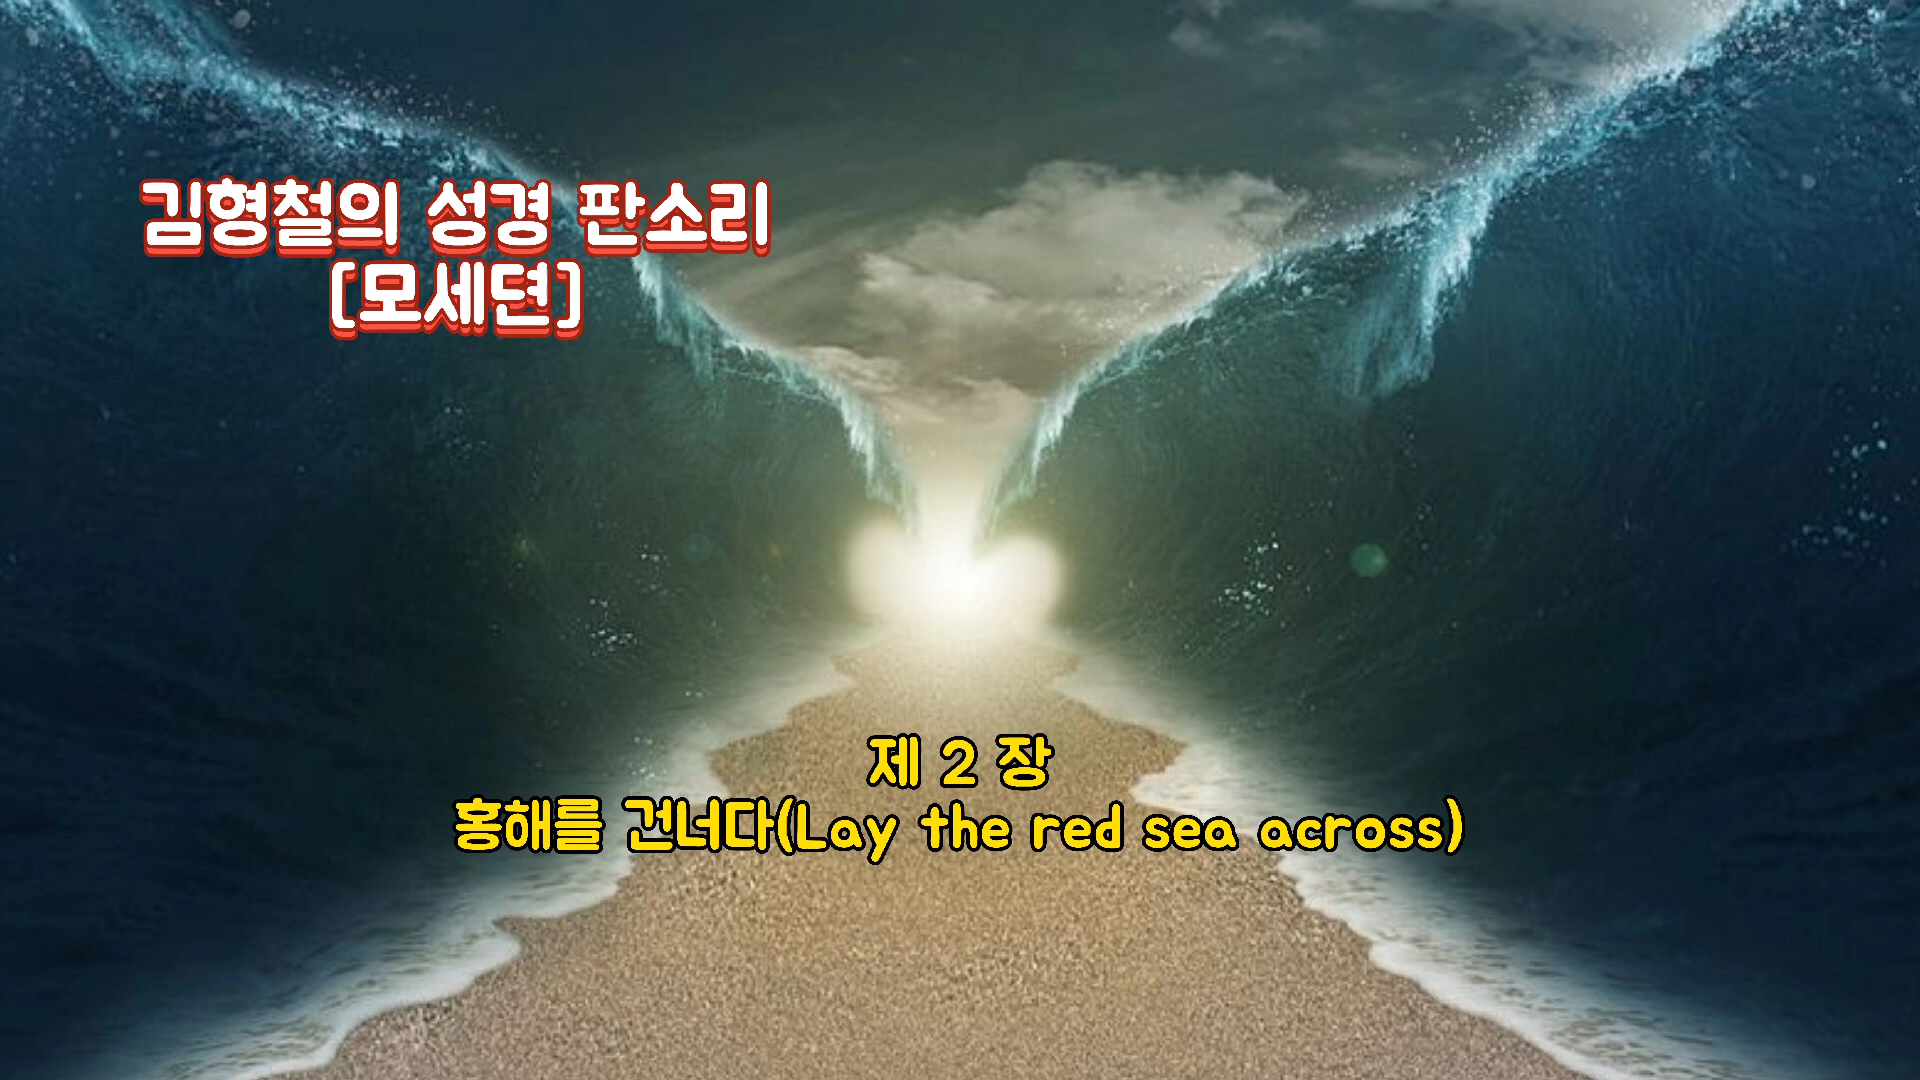 김형철의 성경 판소리
[모세뎐]
제 2 장
홍해를 건너다(Lay the red sea across)